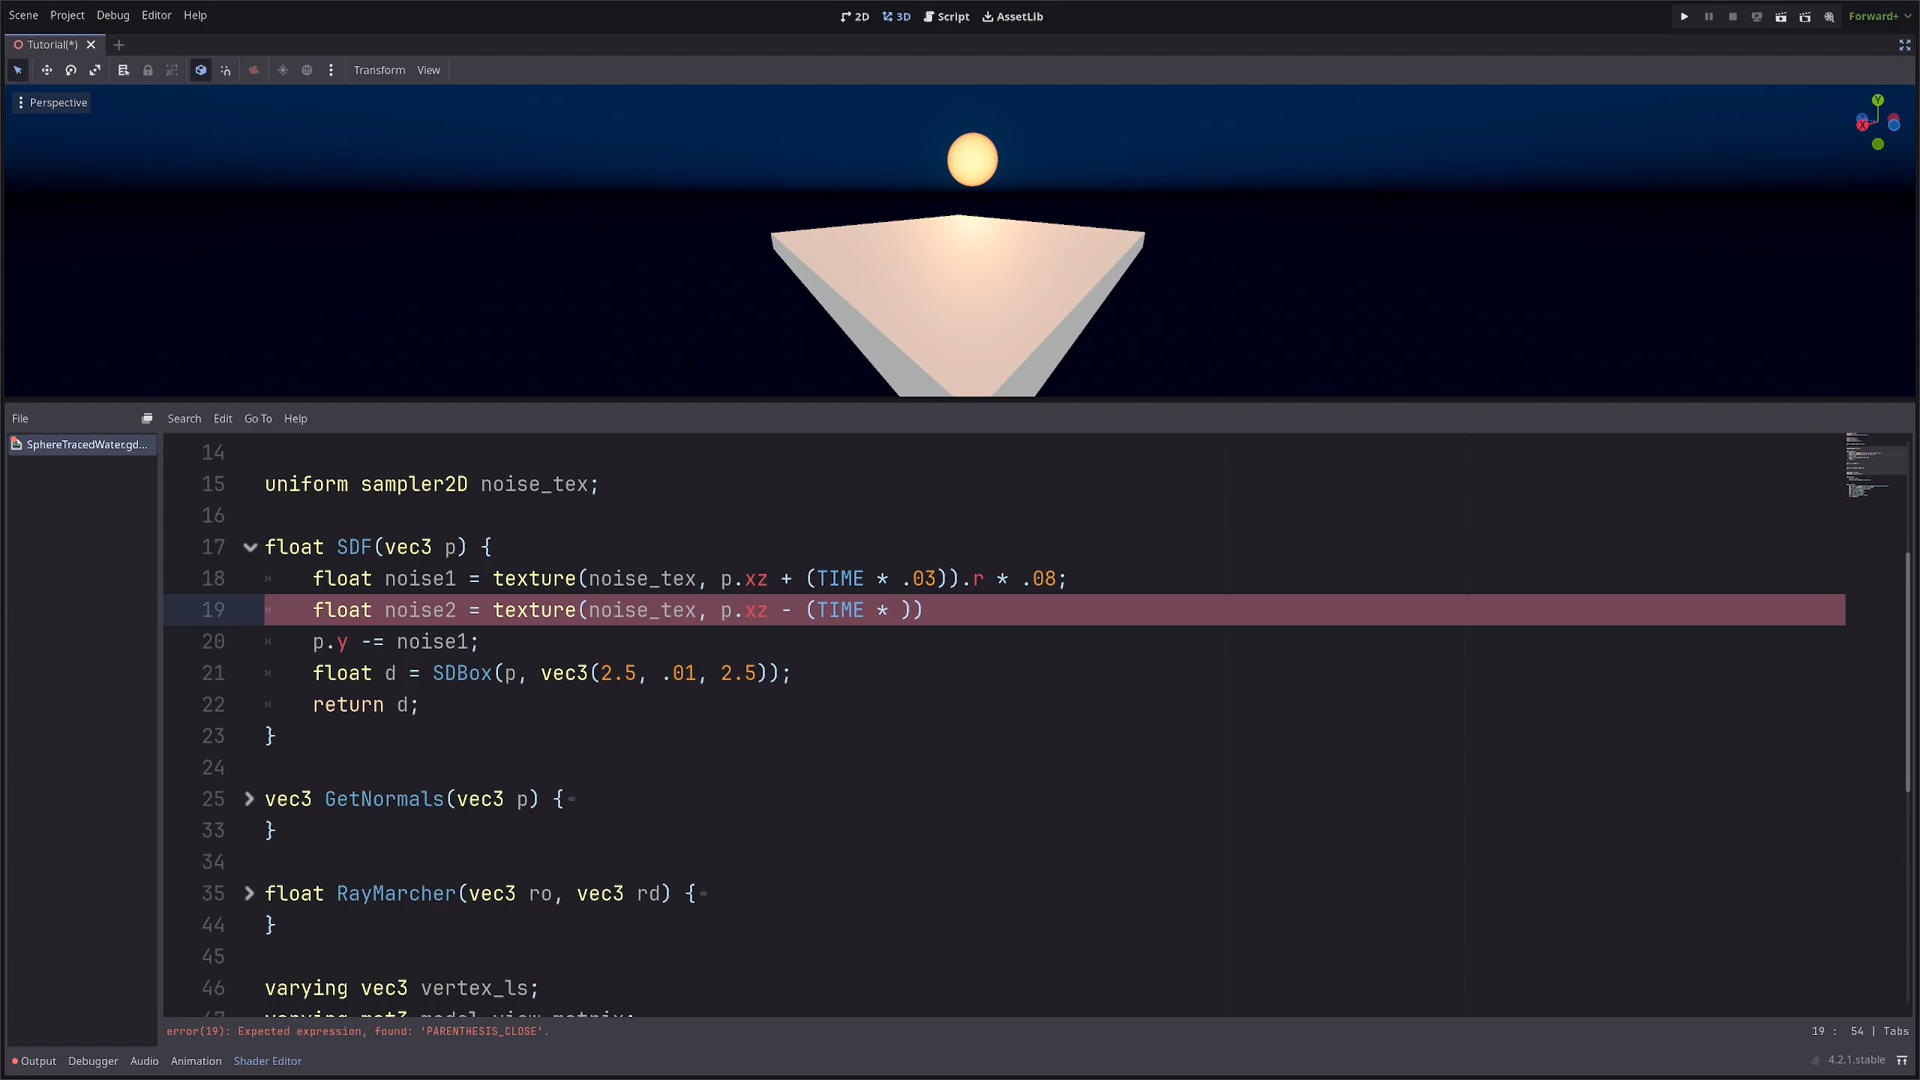 Scene Project Debug Editor Help
2D 3D Script AssetLib
Forward+
Tutorial(*)
Transform View
Perspective
Y
X
File
Search Edit Go To Help
SphereTracedWater.gd...
14
15 uniform sampler2D noise_tex;
16
17 float SDF(vec3 p) {
18 float noise1 = texture(noise_tex, p.xz + (TIME * .03)).r * .08;
19 float noise2 = texture(noise_tex, p.xz - (TIME * ))
20 p.y -= noise1;
21 float d = SDBox(p, vec3(2.5, .01, 2.5));
22 return d;
23 }
24
25 vec3 GetNormals(vec3 p) {
33 }
34
35 float RayMarcher(vec3 ro, vec3 rd) {
44 }
45
46 varying vec3 vertex_ls;
47 varying mat3 model_view_matrix;
error(19): Expected expression, found: 'PARENTHESIS_CLOSE'.
19 : 54 | Tabs
Output Debugger Audio Animation Shader Editor
4.2.1.stable